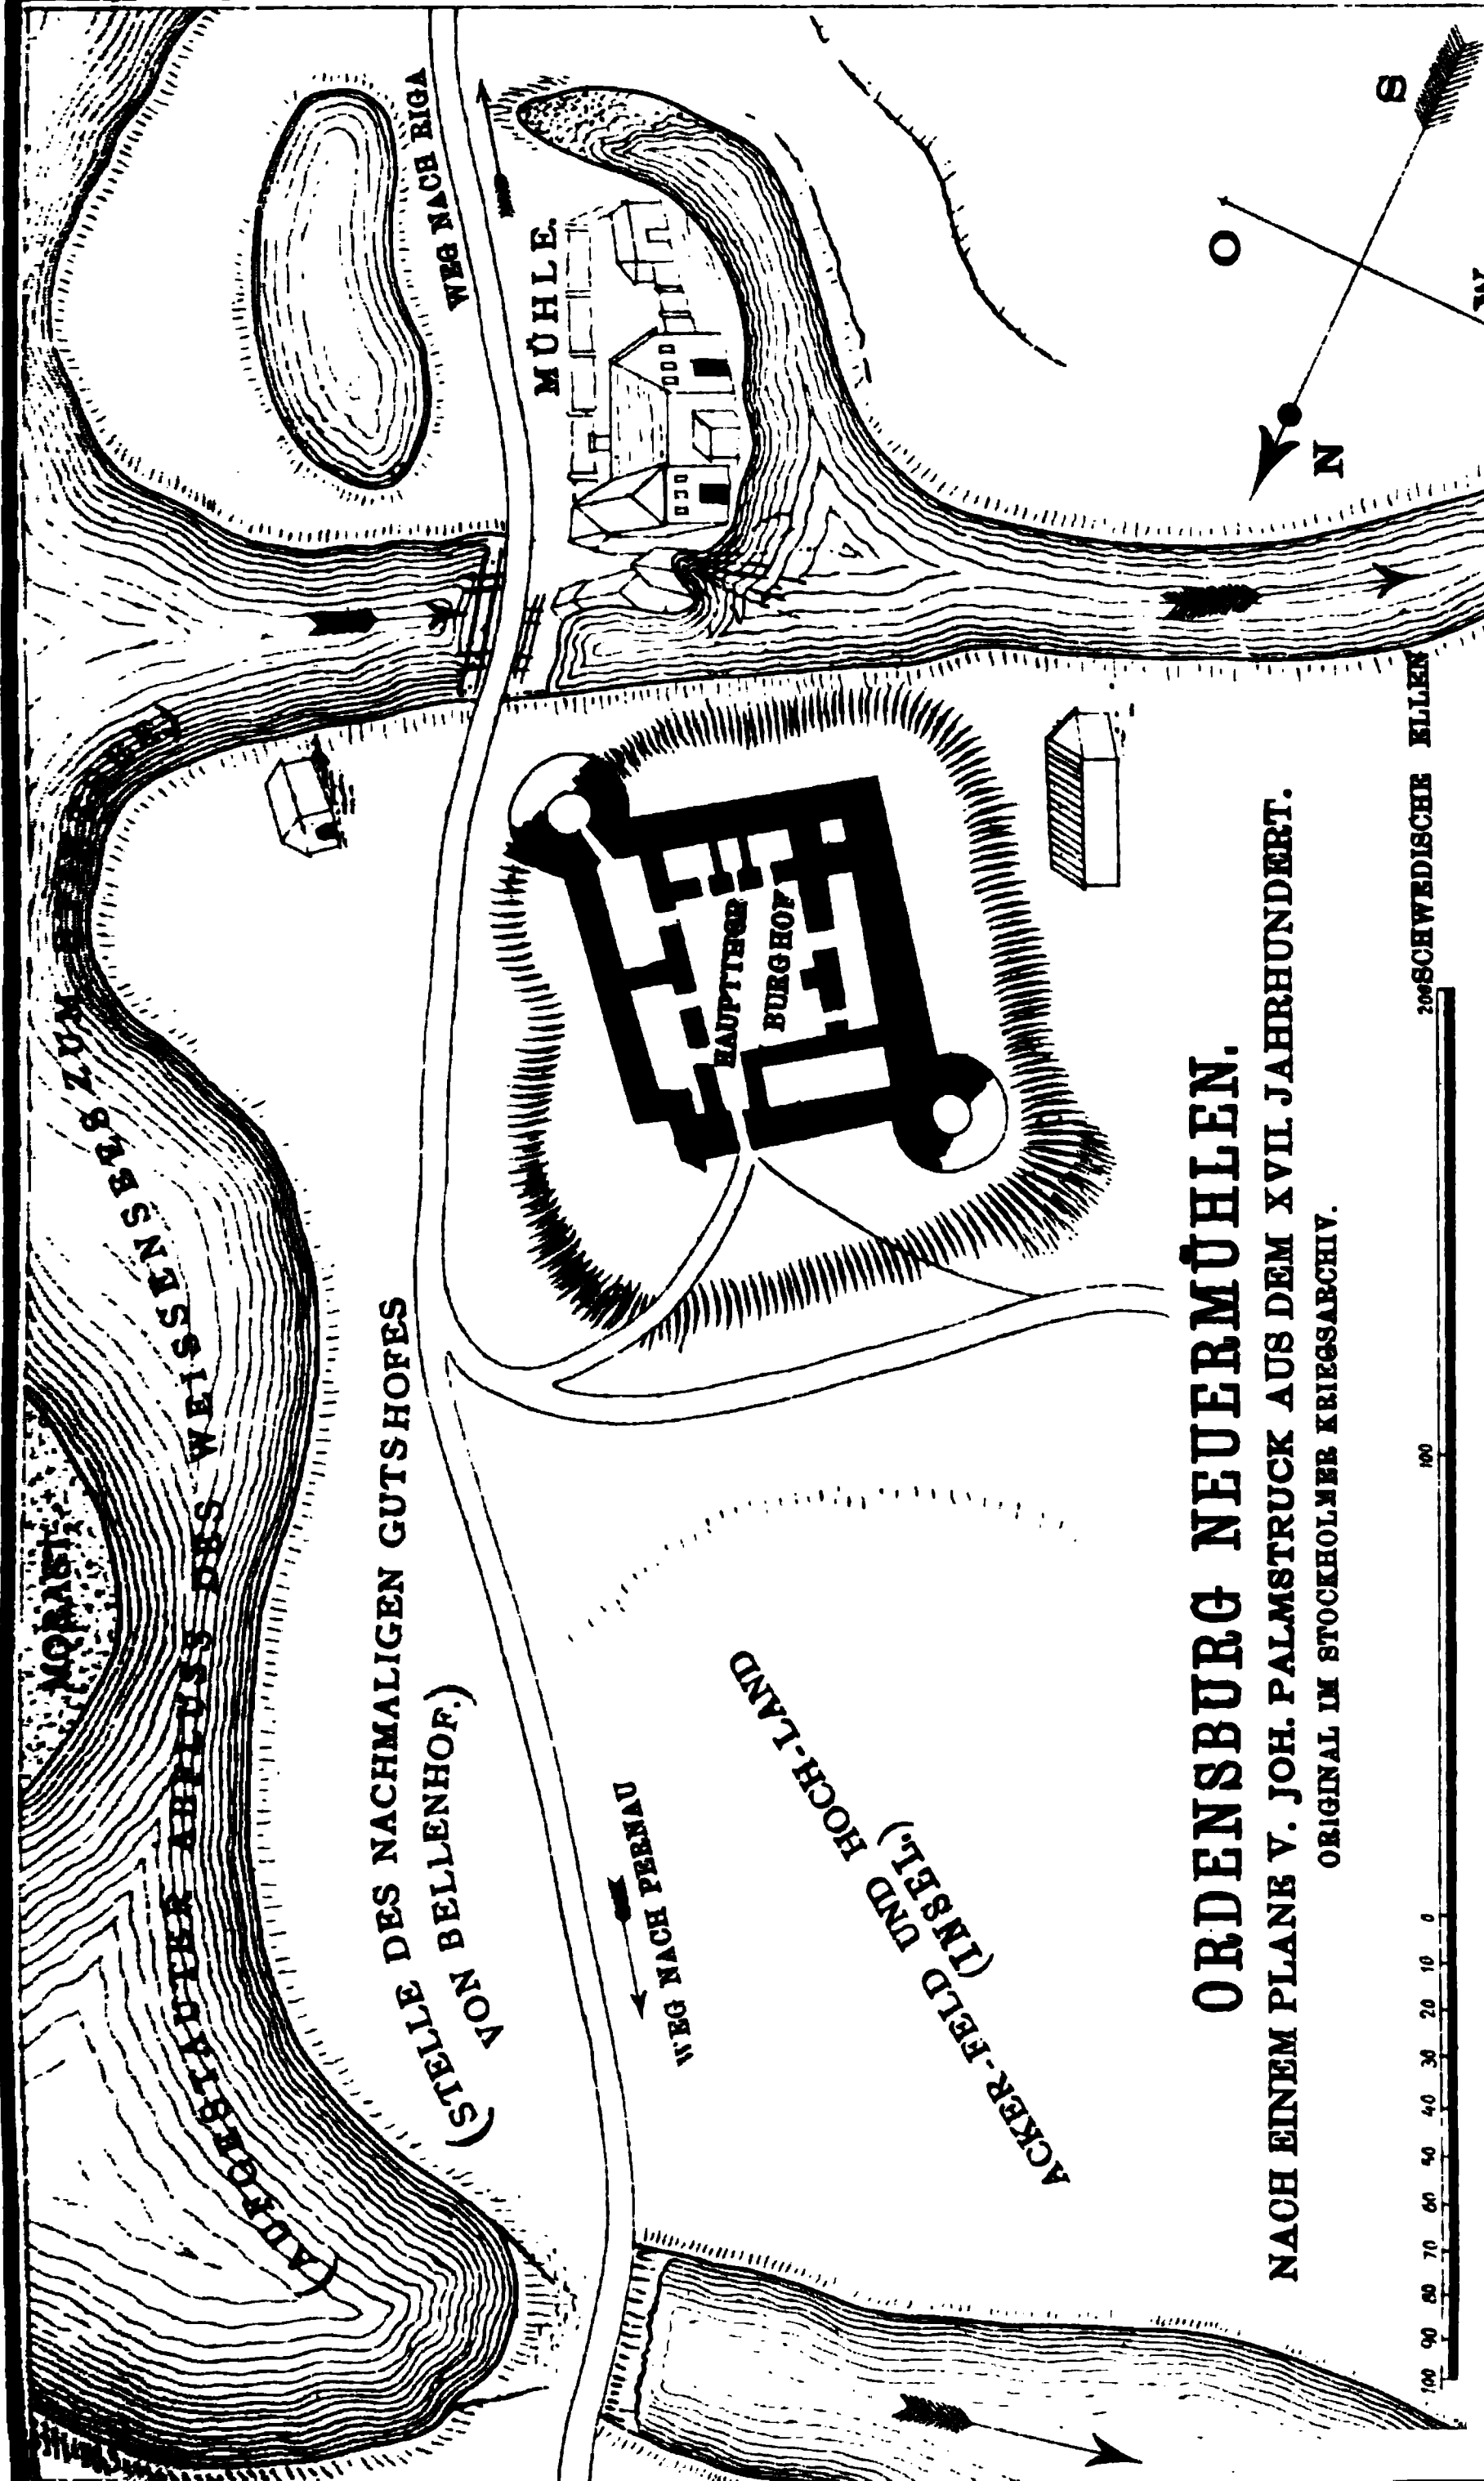 (AUFGESTAUTER ABFLUSS DES WEISSENSEES ZUM STINTSEE)
MORAST
WEG NACH RIGA
MÜHLE.
(STELLE DES NACHMALIGEN GUTSHOFES
VON BELLENHOF.)
WEG NACH PERNAU
HAUPTTHOR
BURGHOF
ACKER-FELD UND HOCH-LAND
(INSEL.)
S
O
W
N
ORDENSBURG NEUERMÜHLEN.
NACH EINEM PLANE V. JOH. PALMSTRUCK AUS DEM XVII. JAHRHUNDERT.
ORIGINAL IM STOCKHOLMER KRIEGSARCHIV.
100 90 80 70 60 50 40 30 20 10 0 100 200 SCHWEDISCHE ELLEN